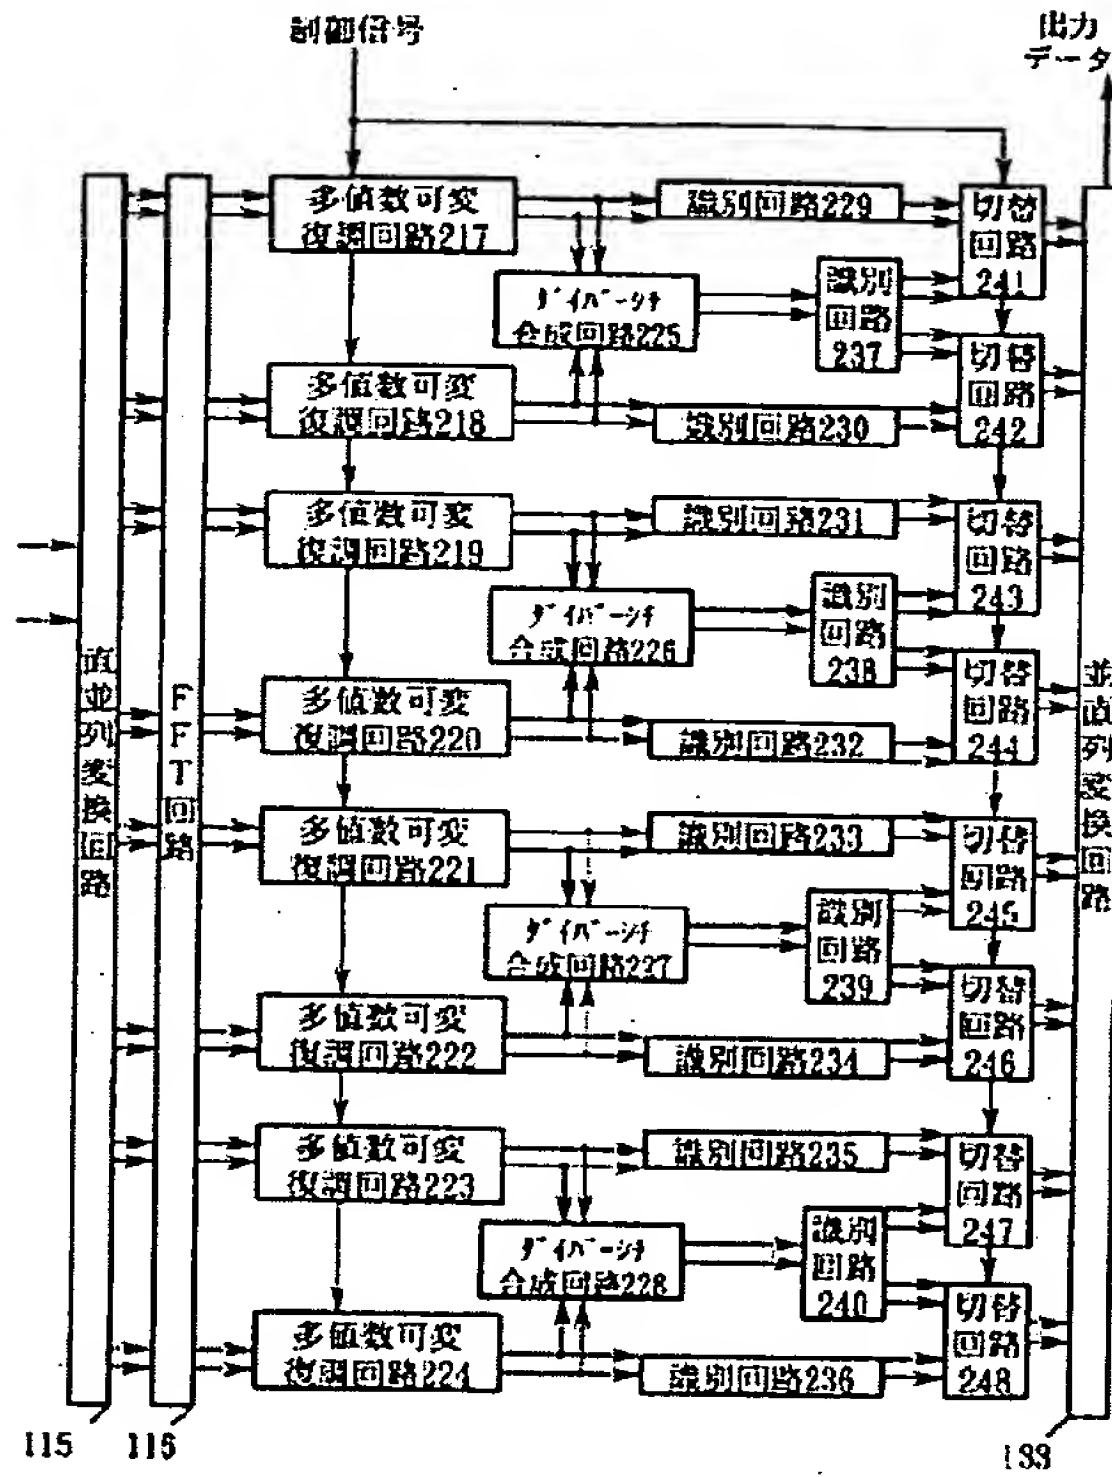 制御信号
出力
データ
多値数可変
復調回路217
識別回路229
切替
回路
241
ダイバーシチ
合成回路225
識別
回路
237
多値数可変
復調回路218
識別回路230
切替
回路
242
多値数可変
復調回路219
識別回路231
切替
回路
243
ダイバーシチ
合成回路226
識別
回路
238
多値数可変
復調回路220
識別回路232
切替
回路
244
直並列変換回路
FFT回路
並直列変換回路
多値数可変
復調回路221
識別回路233
切替
回路
245
ダイバーシチ
合成回路227
識別
回路
239
多値数可変
復調回路222
識別回路234
切替
回路
246
多値数可変
復調回路223
識別回路235
切替
回路
247
ダイバーシチ
合成回路228
識別
回路
240
多値数可変
復調回路224
識別回路236
切替
回路
248
115
116
133